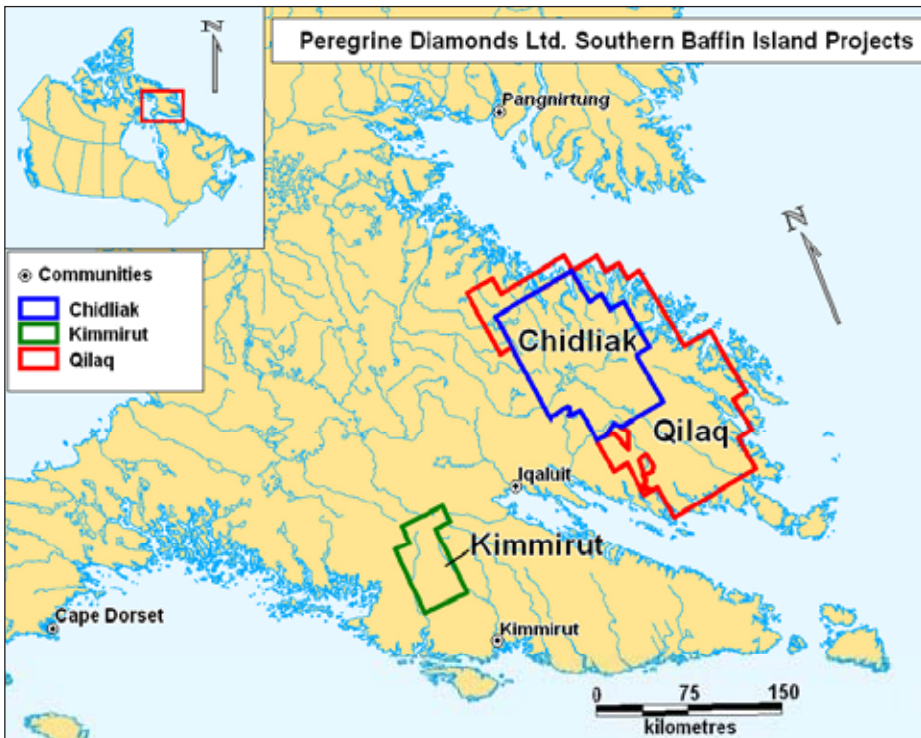 Peregrine Diamonds Ltd. Southern Baffin Island Projects
N
Pangnirtung
N
Communities
Chidliak
Kimmirut
Qilaq
Chidliak
Qilaq
Iqaluit
Kimmirut
Cape Dorset
Kimmirut
0 75 150
kilometres